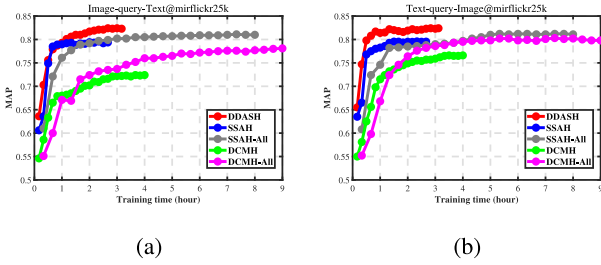 Image-query-Text@mirflickr25k
0.85
0.8
0.75
0.7
0.65
0.6
0.55
0.5
MAP
DDASH
SSAH
SSAH-All
DCMH
DCMH-All
0 1 2 3 4 5 6 7 8 9
Training time (hour)
(a)
Text-query-Image@mirflickr25k
0.85
0.8
0.75
0.7
0.65
0.6
0.55
0.5
MAP
DDASH
SSAH
SSAH-All
DCMH
DCMH-All
0 1 2 3 4 5 6 7 8 9
Training time (hour)
(b)